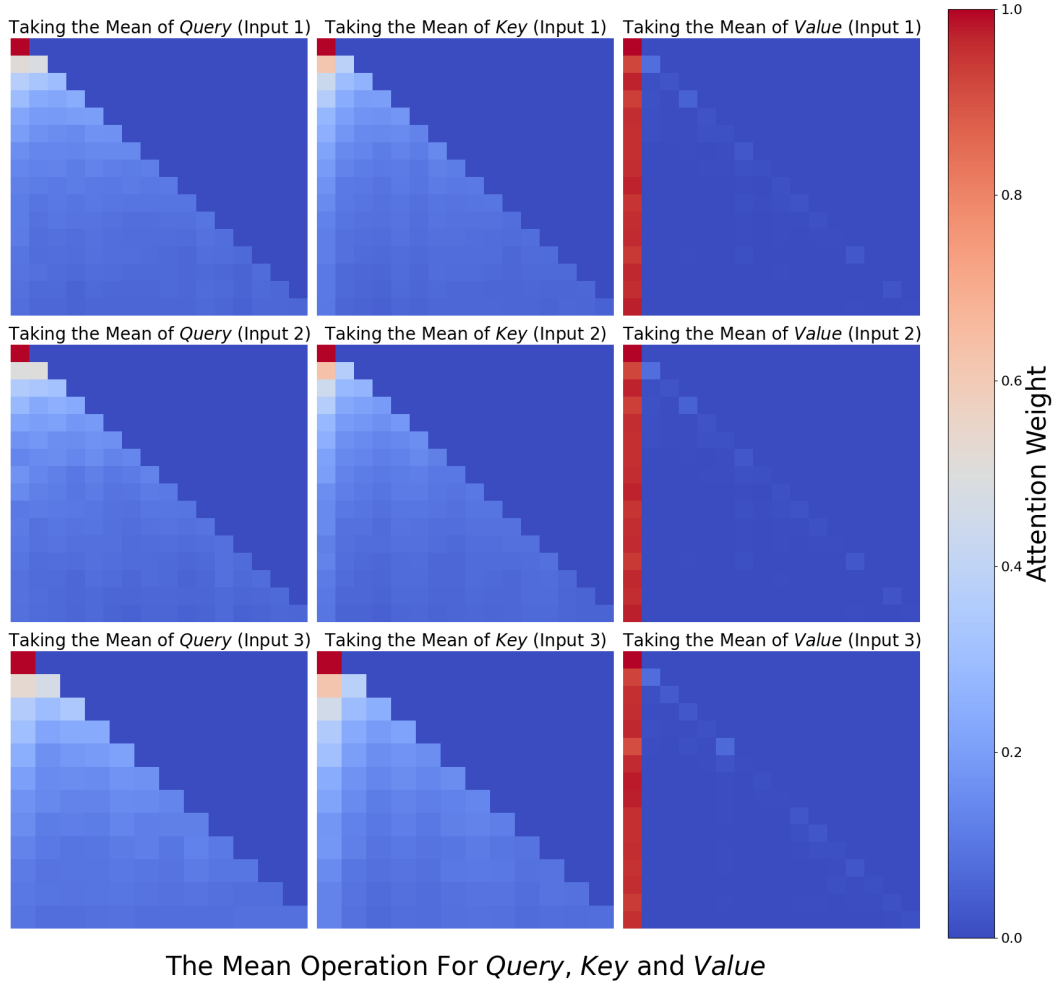 Taking the Mean of Query (Input 1)
Taking the Mean of Key (Input 1)
Taking the Mean of Value (Input 1)
Taking the Mean of Query (Input 2)
Taking the Mean of Key (Input 2)
Taking the Mean of Value (Input 2)
Taking the Mean of Query (Input 3)
Taking the Mean of Key (Input 3)
Taking the Mean of Value (Input 3)
1.0
0.8
0.6
0.4
0.2
0.0
Attention Weight
The Mean Operation For Query, Key and Value